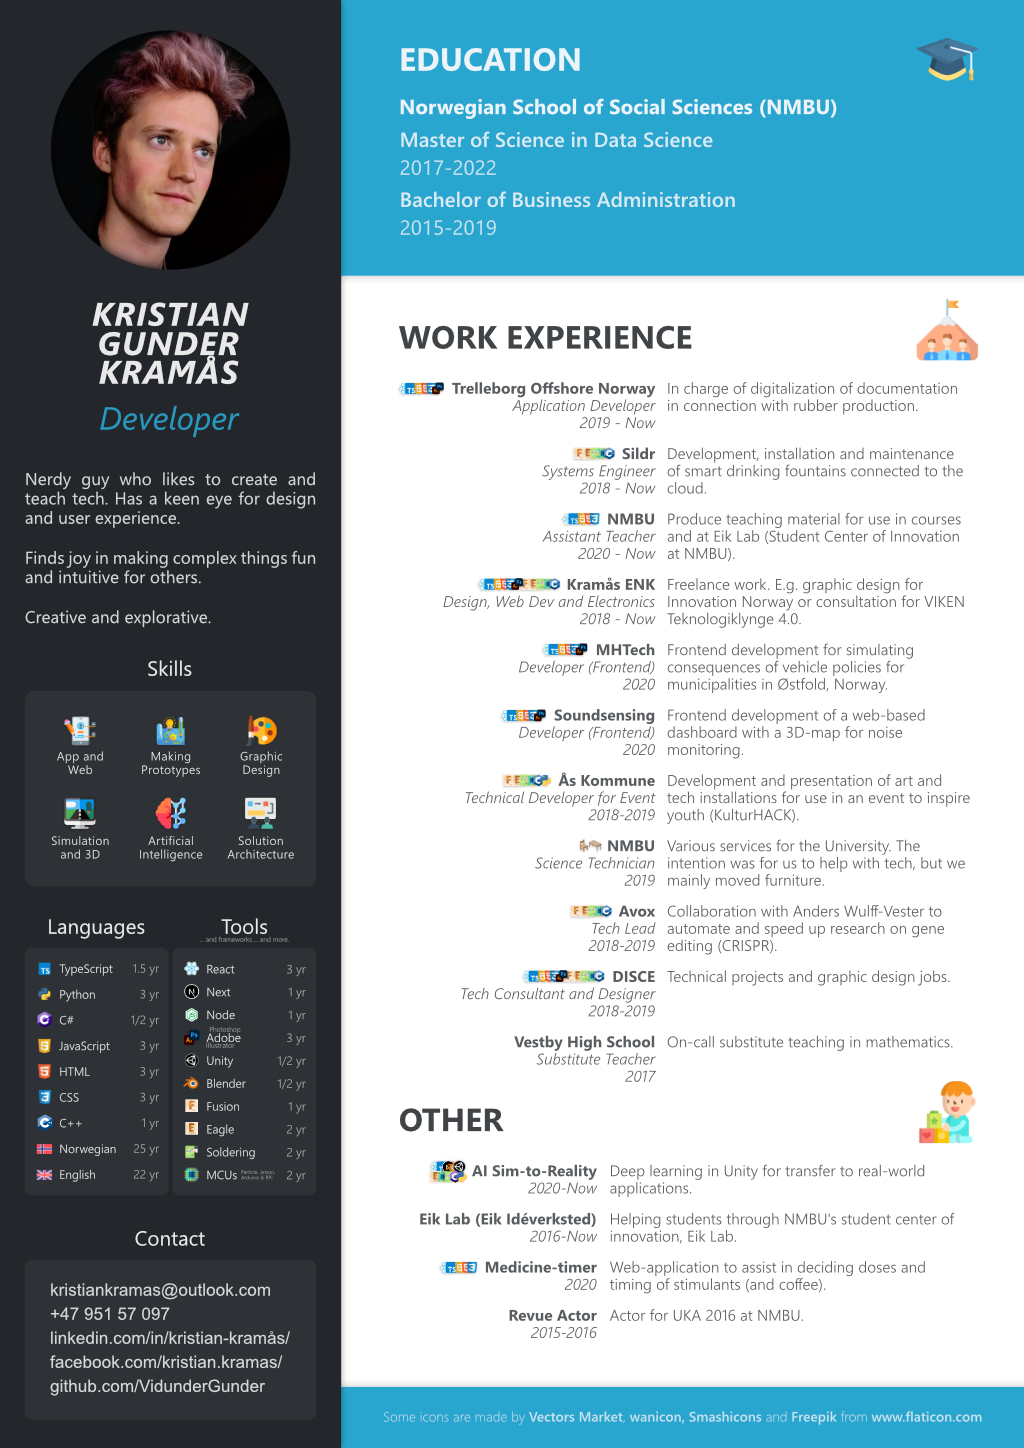 KRISTIAN
GUNDER
KRAMÅS
Developer
Nerdy guy who likes to create and
teach tech. Has a keen eye for design
and user experience.
Finds joy in making complex things fun
and intuitive for others.
Creative and explorative.
Skills
App and
Web
Making
Prototypes
Graphic
Design
Simulation
and 3D
Artificial
Intelligence
Solution
Architecture
Languages
TypeScript 1.5 yr
Python 3 yr
C# 1/2 yr
JavaScript 3 yr
HTML 3 yr
CSS 3 yr
C++ 1 yr
Norwegian 25 yr
English 22 yr
Tools
... and frameworks ... and more.
React 3 yr
Next 1 yr
Node 1 yr
Photoshop
Adobe 3 yr
Illustrator
Unity 1/2 yr
Blender 1/2 yr
Fusion 1 yr
Eagle 2 yr
Soldering 2 yr
MCUs Particle, Arduino & RPi 2 yr
Contact
kristiankramas@outlook.com
+47 951 57 097
linkedin.com/in/kristian-kramås/
facebook.com/kristian.kramas/
github.com/VidunderGunder
EDUCATION
Norwegian School of Social Sciences (NMBU)
Master of Science in Data Science
2017-2022
Bachelor of Business Administration
2015-2019
WORK EXPERIENCE
Trelleborg Offshore Norway In charge of digitalization of documentation
Application Developer in connection with rubber production.
2019 - Now
Sildr Development, installation and maintenance
Systems Engineer of smart drinking fountains connected to the
2018 - Now cloud.
NMBU Produce teaching material for use in courses
Assistant Teacher and at Eik Lab (Student Center of Innovation
2020 - Now at NMBU).
Kramås ENK Freelance work. E.g. graphic design for
Design, Web Dev and Electronics Innovation Norway or consultation for VIKEN
2018 - Now Teknologiklynge 4.0.
MHTech Frontend development for simulating
Developer (Frontend) consequences of vehicle policies for
2020 municipalities in Østfold, Norway.
Soundsensing Frontend development of a web-based
Developer (Frontend) dashboard with a 3D-map for noise
2020 monitoring.
Ås Kommune Development and presentation of art and
Technical Developer for Event tech installations for use in an event to inspire
2018-2019 youth (KulturHACK).
NMBU Various services for the University. The
Science Technician intention was for us to help with tech, but we
2019 mainly moved furniture.
Avox Collaboration with Anders Wulff-Vester to
Tech Lead automate and speed up research on gene
2018-2019 editing (CRISPR).
DISCE Technical projects and graphic design jobs.
Tech Consultant and Designer
2018-2019
Vestby High School On-call substitute teaching in mathematics.
Substitute Teacher
2017
OTHER
AI Sim-to-Reality Deep learning in Unity for transfer to real-world
2020-Now applications.
Eik Lab (Eik Idéverksted) Helping students through NMBU's student center of
2016-Now innovation, Eik Lab.
Medicine-timer Web-application to assist in deciding doses and
2020 timing of stimulants (and coffee).
Revue Actor Actor for UKA 2016 at NMBU.
2015-2016
Some icons are made by Vectors Market, wanicon, Smashicons and Freepik from www.flaticon.com